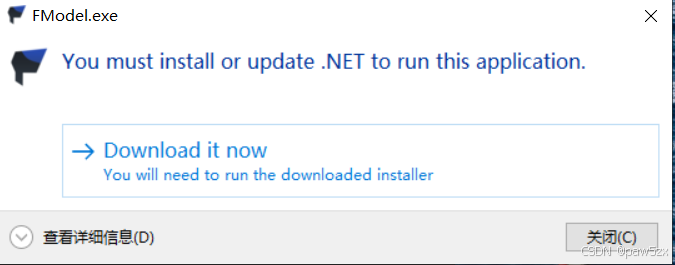 FModel.exe
You must install or update .NET to run this application.
Download it now
You will need to run the downloaded installer
查看详细信息(D)
关闭(C)
CSDN @paw5zx